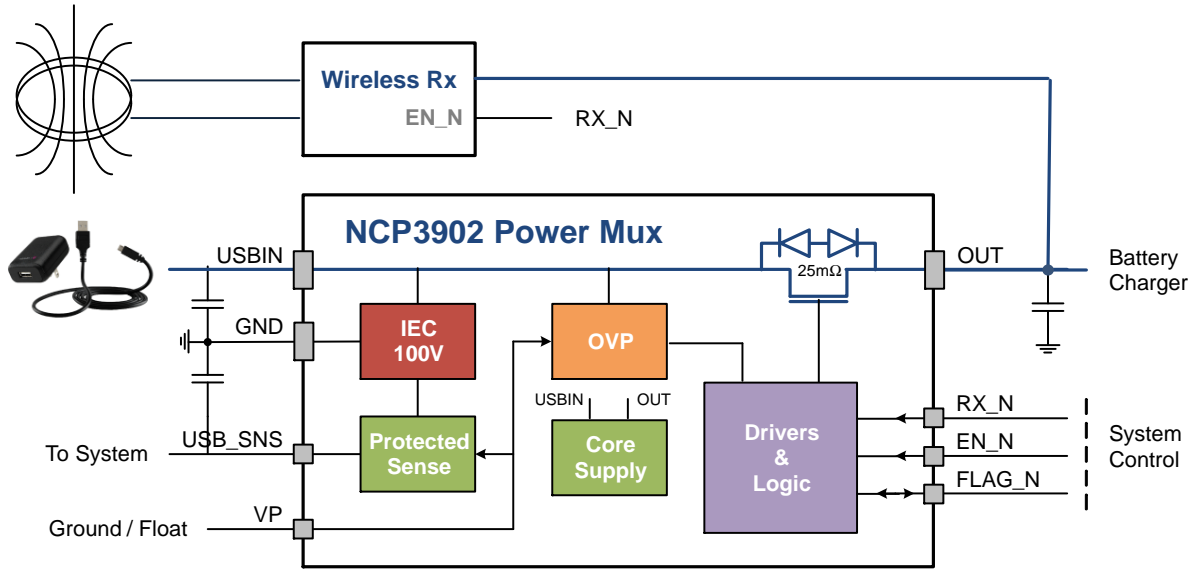 Wireless Rx
EN_N
RX_N
NCP3902 Power Mux
USBIN
25mΩ
OUT
Battery
Charger
GND
IEC
100V
OVP
USBIN
OUT
RX_N
USB_SNS
Protected
Sense
Core
Supply
Drivers
&
Logic
EN_N
System
Control
To System
FLAG_N
VP
Ground / Float